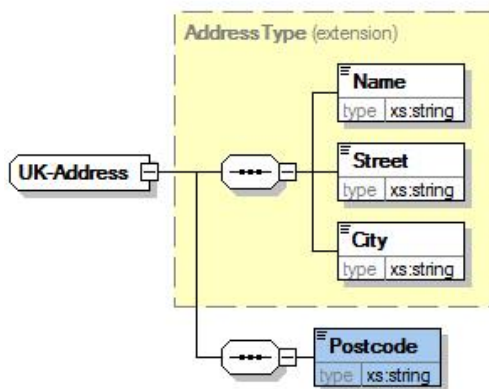 AddressType (extension)
Name
type xs:string
UK-Address
Street
type xs:string
City
type xs:string
Postcode
type xs:string